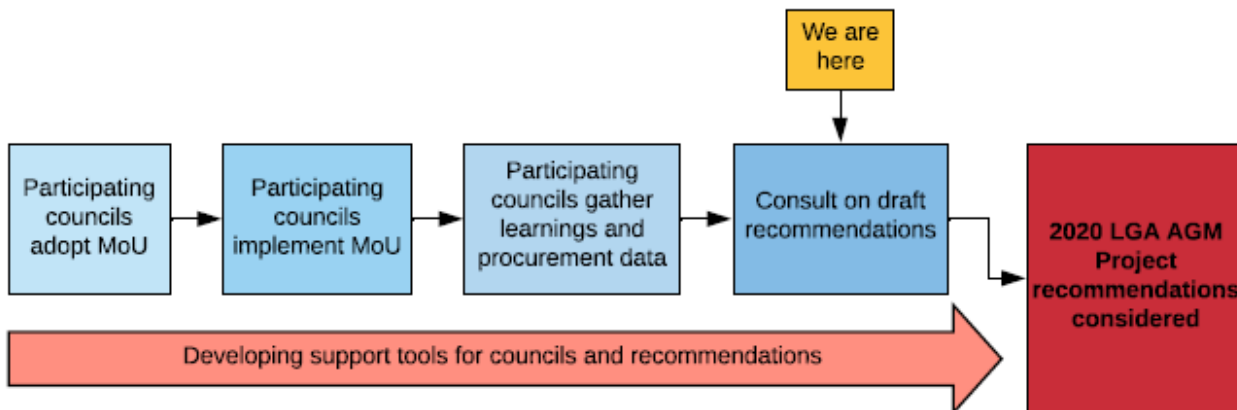 We are
here
Participating
councils
adopt MoU
Participating
councils
implement MoU
Participating
councils gather
learnings and
procurement data
Consult on draft
recommendations
2020 LGA AGM
Project
recommendations
considered
Developing support tools for councils and recommendations